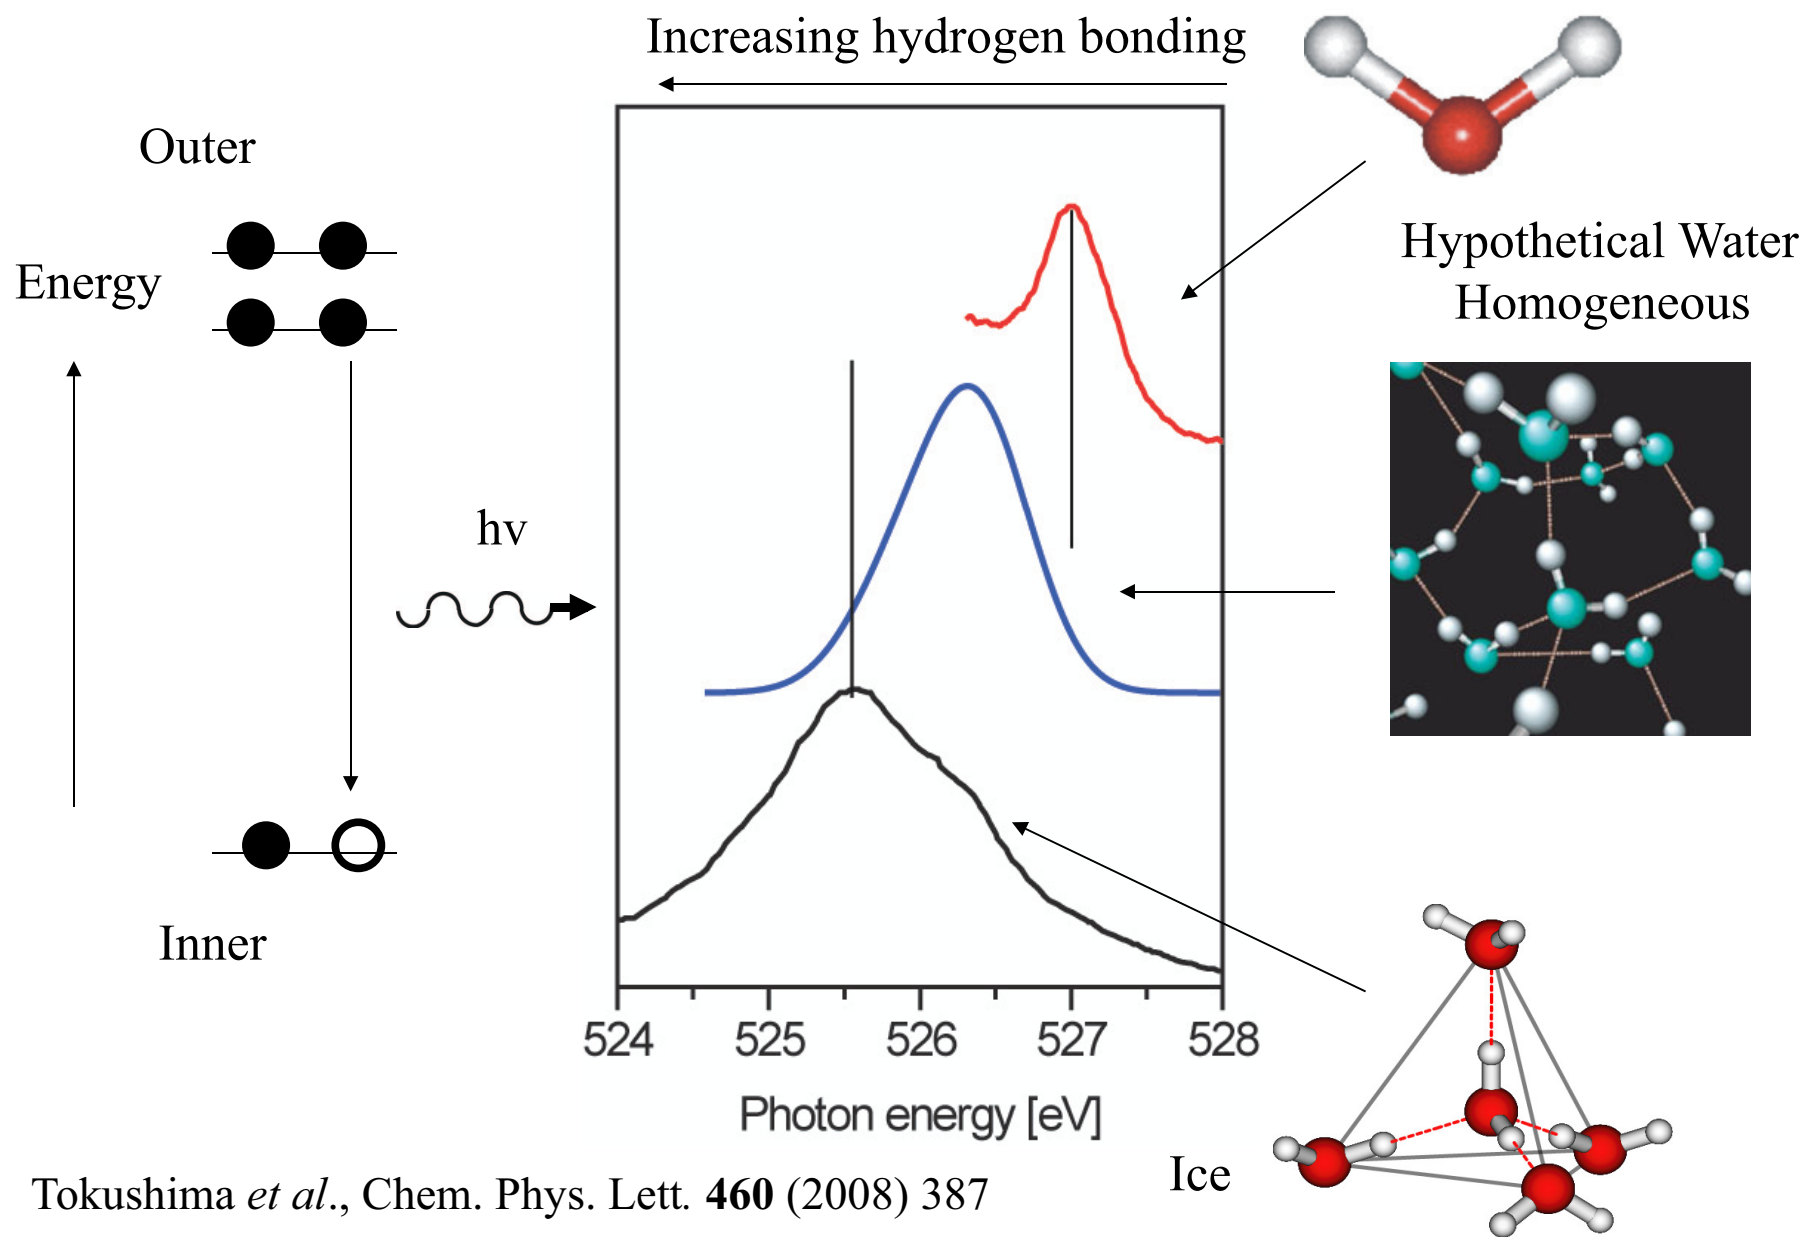 Increasing hydrogen bonding
Outer
Energy
Hypothetical Water
Homogeneous
hv
Inner
524 525 526 527 528
Photon energy [eV]
Ice
Tokushima et al., Chem. Phys. Lett. 460 (2008) 387